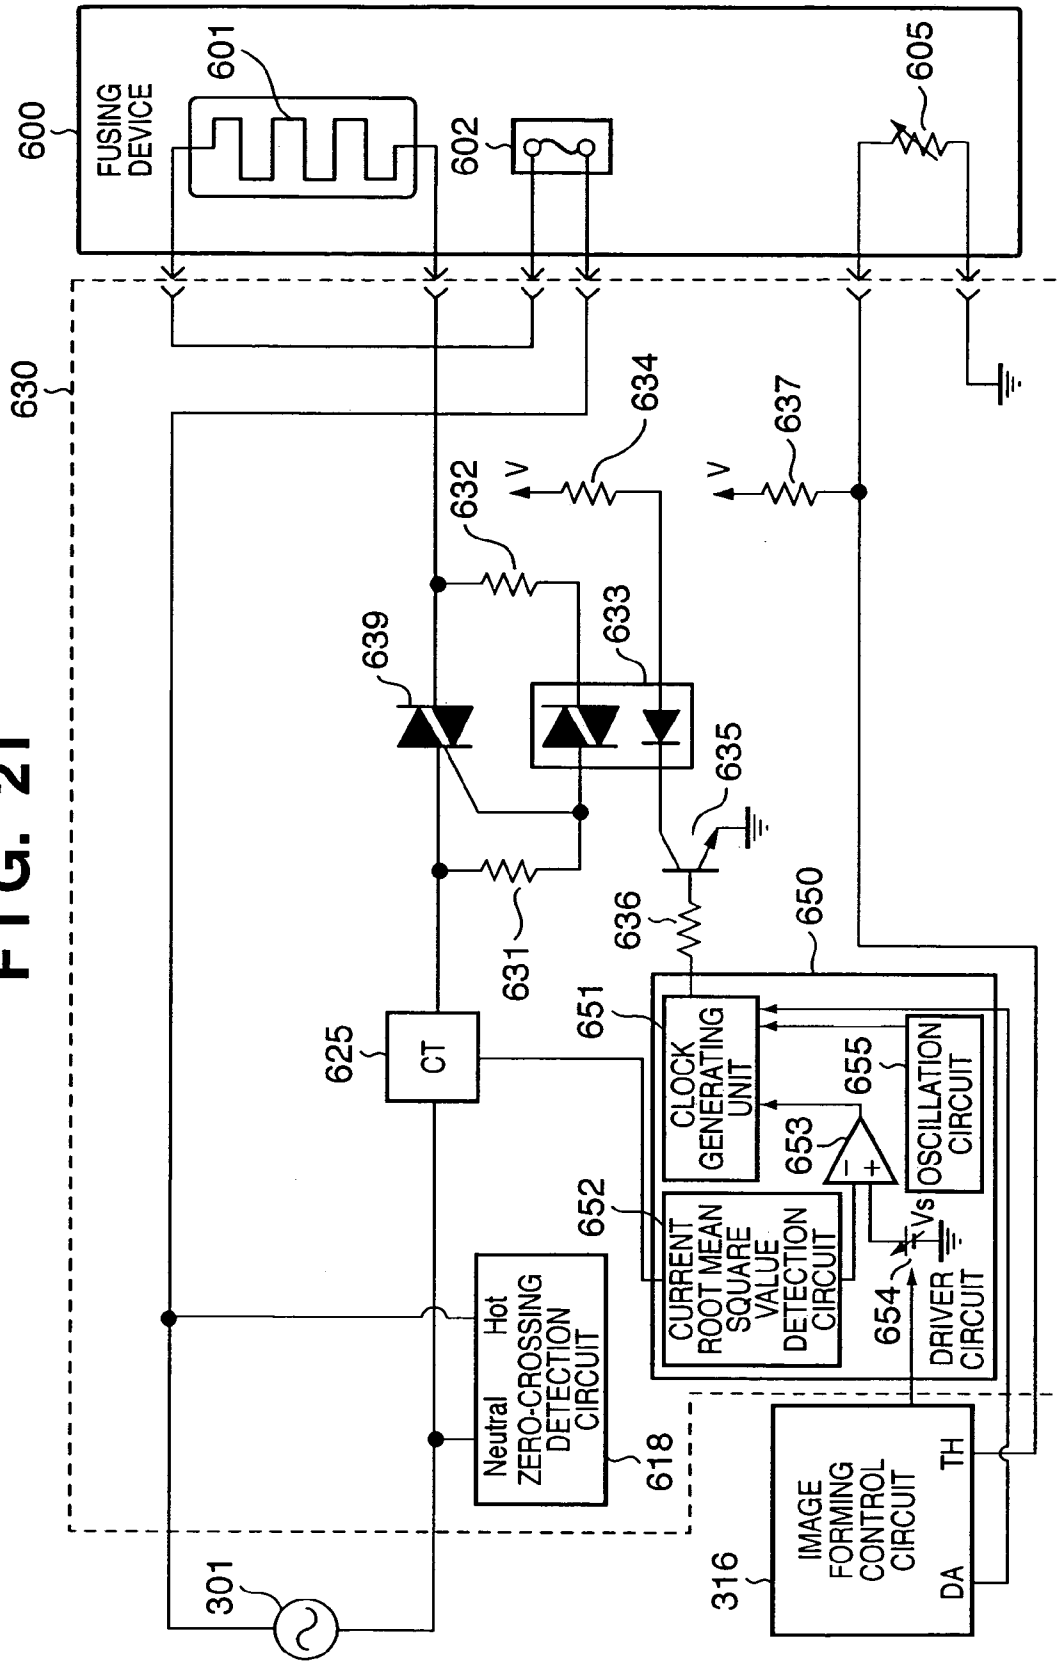 FIG. 21
600
FUSING
DEVICE
601
602
605
630
639
632
V
634
633
V
637
631
635
636
625
CT
650
651
CLOCK
GENERATING
UNIT
652
CURRENT
ROOT MEAN
SQUARE
VALUE
DETECTION
CIRCUIT
653
−
+
655
OSCILLATION
CIRCUIT
654
Vs
DRIVER
CIRCUIT
Neutral Hot
ZERO-CROSSING
DETECTION
CIRCUIT
618
301
316
IMAGE
FORMING
CONTROL
CIRCUIT
DA TH